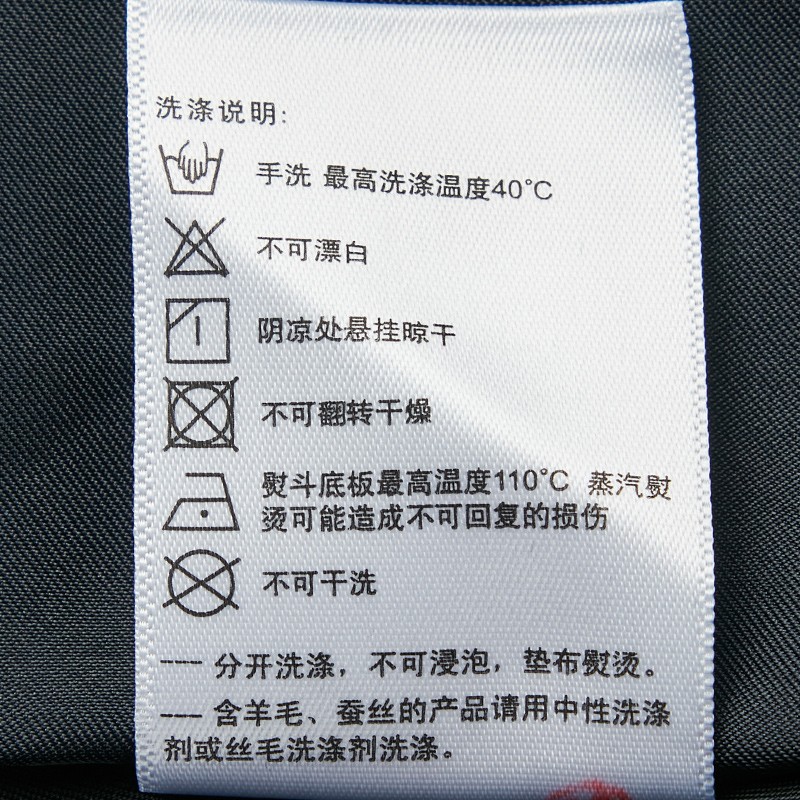 洗涤说明:
手洗 最高洗涤温度40°C
不可漂白
阴凉处悬挂晾干
不可翻转干燥
熨斗底板最高温度110°C 蒸汽熨
烫可能造成不可回复的损伤
不可干洗
--- 分开洗涤，不可浸泡，垫布熨烫。
--- 含羊毛、蚕丝的产品请用中性洗涤
剂或丝毛洗涤剂洗涤。